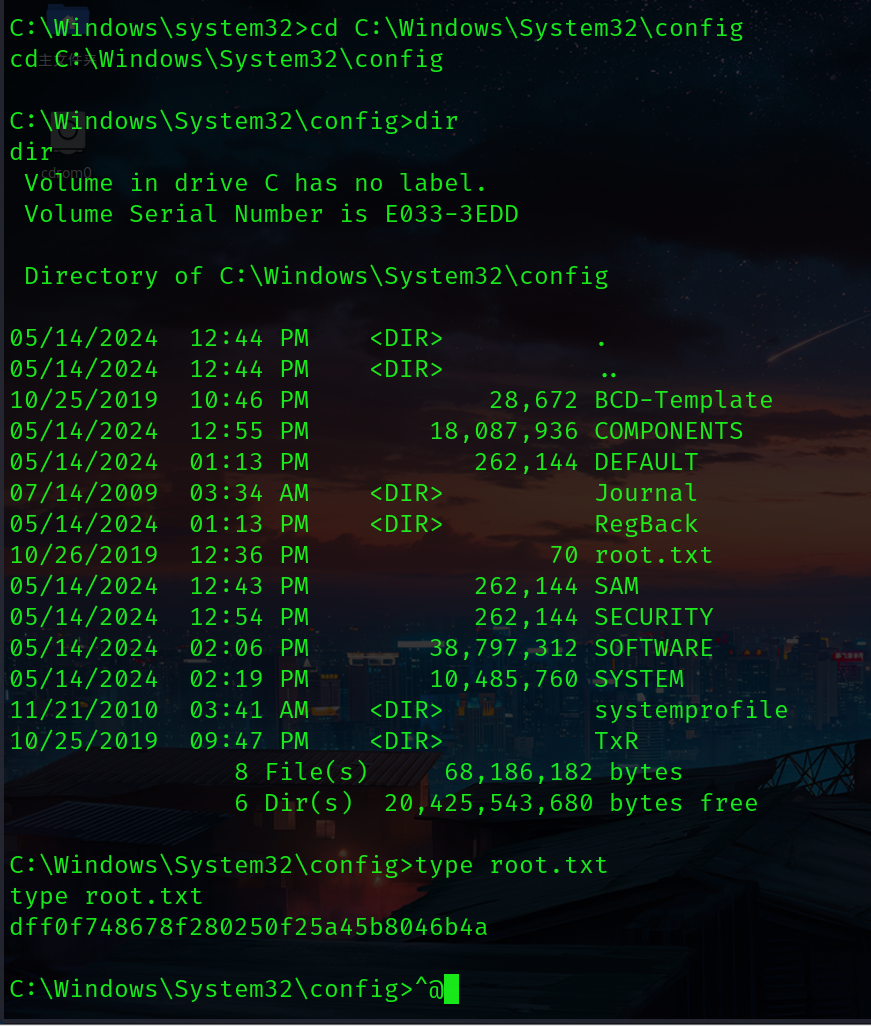 C:\Windows\system32>cd C:\Windows\System32\config
cd C:\Windows\System32\config
主文件夹
C:\Windows\System32\config>dir
dir
cdrom0
 Volume in drive C has no label.
 Volume Serial Number is E033-3EDD
 Directory of C:\Windows\System32\config
05/14/2024  12:44 PM    <DIR>          .
05/14/2024  12:44 PM    <DIR>          ..
10/25/2019  10:46 PM            28,672 BCD-Template
05/14/2024  12:55 PM        18,087,936 COMPONENTS
05/14/2024  01:13 PM           262,144 DEFAULT
07/14/2009  03:34 AM    <DIR>          Journal
05/14/2024  01:13 PM    <DIR>          RegBack
10/26/2019  12:36 PM                70 root.txt
05/14/2024  12:43 PM           262,144 SAM
05/14/2024  12:54 PM           262,144 SECURITY
05/14/2024  02:06 PM        38,797,312 SOFTWARE
05/14/2024  02:19 PM        10,485,760 SYSTEM
11/21/2010  03:41 AM    <DIR>          systemprofile
10/25/2019  09:47 PM    <DIR>          TxR
               8 File(s)     68,186,182 bytes
               6 Dir(s)  20,425,543,680 bytes free
C:\Windows\System32\config>type root.txt
type root.txt
dff0f748678f280250f25a45b8046b4a
C:\Windows\System32\config>^@